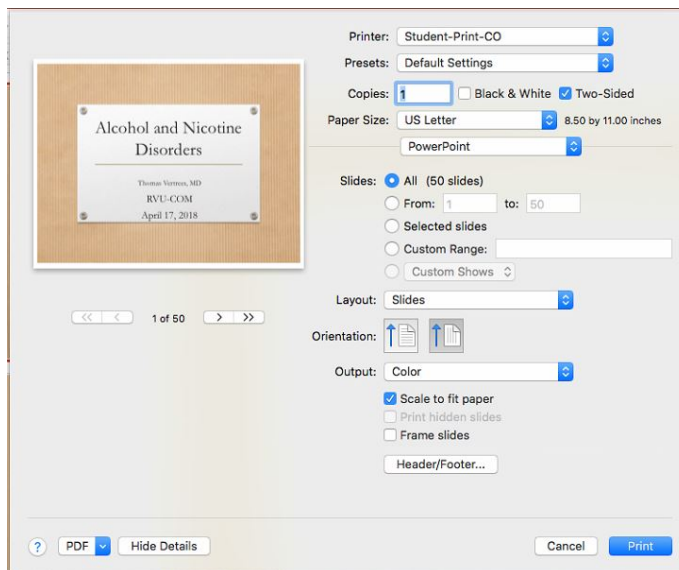 Printer: Student-Print-CO
Presets: Default Settings
Copies: 1 Black & White Two-Sided
Paper Size: US Letter 8.50 by 11.00 inches
PowerPoint
Alcohol and Nicotine
Disorders
RVU-COM
April 17, 2018
1 of 50
Slides: All (50 slides)
From: 1 to: 50
Selected slides
Custom Range:
Custom Shows
Layout: Slides
Orientation:
Output: Color
Scale to fit paper
Print hidden slides
Frame slides
Header/Footer...
? PDF Hide Details Cancel Print